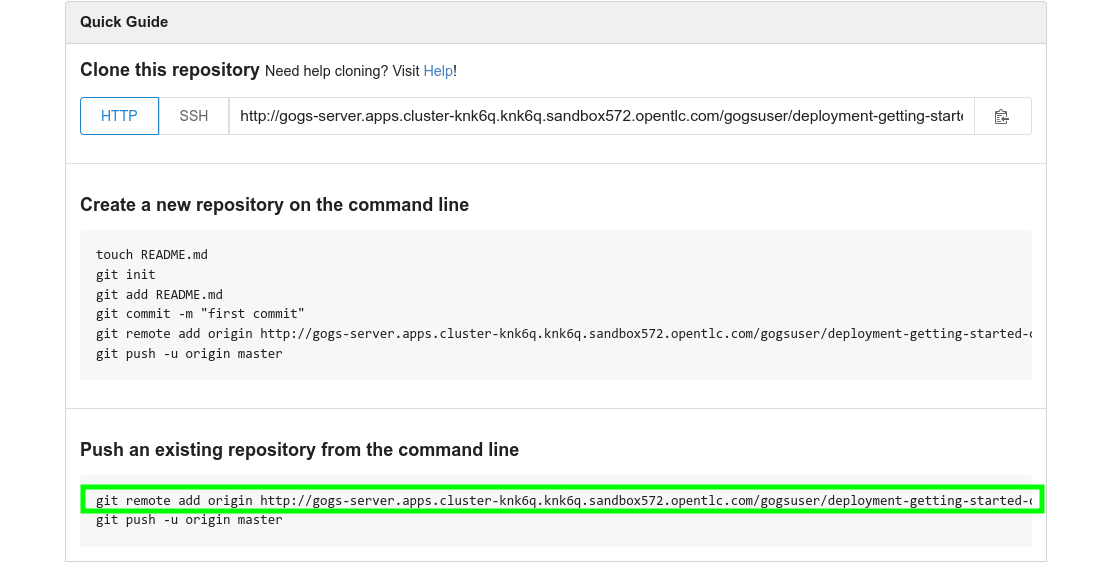 Quick Guide
Clone this repository Need help cloning? Visit Help!
HTTP SSH http://gogs-server.apps.cluster-knk6q.knk6q.sandbox572.opentlc.com/gogsuser/deployment-getting-starte
Create a new repository on the command line
touch README.md
git init
git add README.md
git commit -m "first commit"
git remote add origin http://gogs-server.apps.cluster-knk6q.knk6q.sandbox572.opentlc.com/gogsuser/deployment-getting-started-
git push -u origin master
Push an existing repository from the command line
git remote add origin http://gogs-server.apps.cluster-knk6q.knk6q.sandbox572.opentlc.com/gogsuser/deployment-getting-started-
git push -u origin master